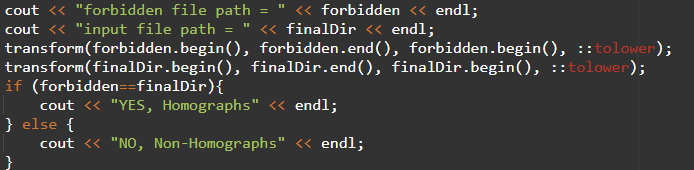 cout << "forbidden file path = " << forbidden << endl;
cout << "input file path = " << finalDir << endl;
transform(forbidden.begin(), forbidden.end(), forbidden.begin(), ::tolower);
transform(finalDir.begin(), finalDir.end(), finalDir.begin(), ::tolower);
if (forbidden==finalDir){
    cout << "YES, Homographs" << endl;
} else {
    cout << "NO, Non-Homographs" << endl;
}